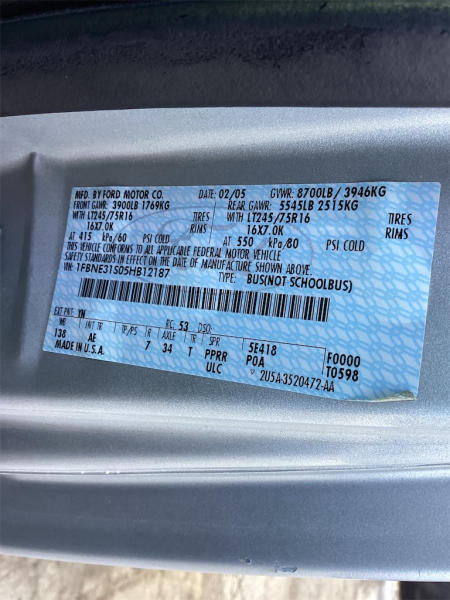 MFD. BY FORD MOTOR CO. DATE: 02/05 GVWR: 8700LB/ 3946KG
FRONT GAWR: 3900LB 1769KG REAR GAWR: 5545LB 2515KG
WITH LT245/75R16 TIRES WITH LT245/75R16 TIRES
16X7.0K RIMS 16X7.0K RIMS
AT 415 kPa/60 PSI COLD AT 550 kPa/80 PSI COLD
THIS VEHICLE CONFORMS TO ALL APPLICABLE FEDERAL MOTOR VEHICLE
SAFETY STANDARDS IN EFFECT ON THE DATE OF MANUFACTURE SHOWN ABOVE.
VIN: 1FBNE31S05HB12187 TYPE: BUS(NOT SCHOOLBUS)
EXT PNT: YN RC: 53 DSO:
WB INT TR TP/PS R AXLE TR SPR 5E418 F0000
138 AE 7 34 T PPRR POA T0598
MADE IN U.S.A. ULC 2U5A-3520472-AA